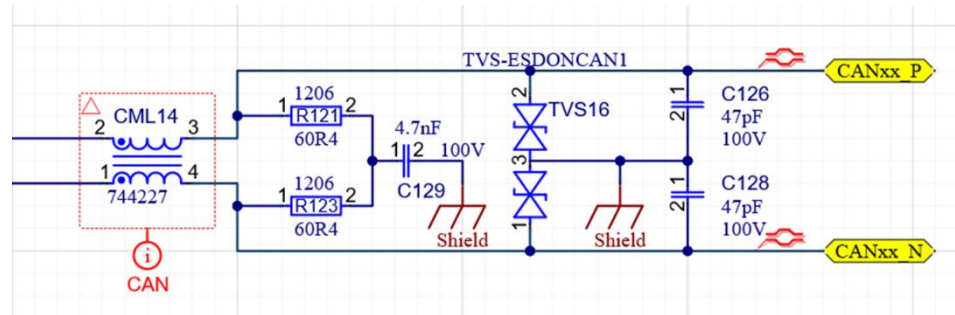 TVS-ESDONCAN1
CANxx_P
CML14
2
3
1
4
744227
i
CAN
1206
1
R121
2
60R4
4.7nF
1
2
100V
C129
Shield
1206
1
R123
2
60R4
2
TVS16
3
1
Shield
1
2
C126
47pF
100V
1
2
C128
47pF
100V
CANxx_N